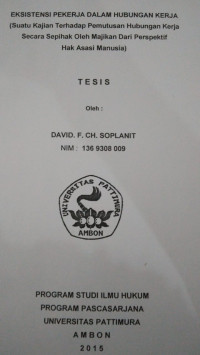 EKSISTENSI PEKERJA DALAM HUBUNGAN KERJA
(Suatu Kajian Terhadap Pemutusan Hubungan Kerja
Secara Sepihak Oleh Majikan Dari Perspektif
Hak Asasi Manusia)
TESIS
Oleh :
DAVID. F. CH. SOPLANIT
NIM : 136 9308 009
UNIVERSITAS PATTIMURA
AMBON
PROGRAM STUDI ILMU HUKUM
PROGRAM PASCASARJANA
UNIVERSITAS PATTIMURA
AMBON
2015